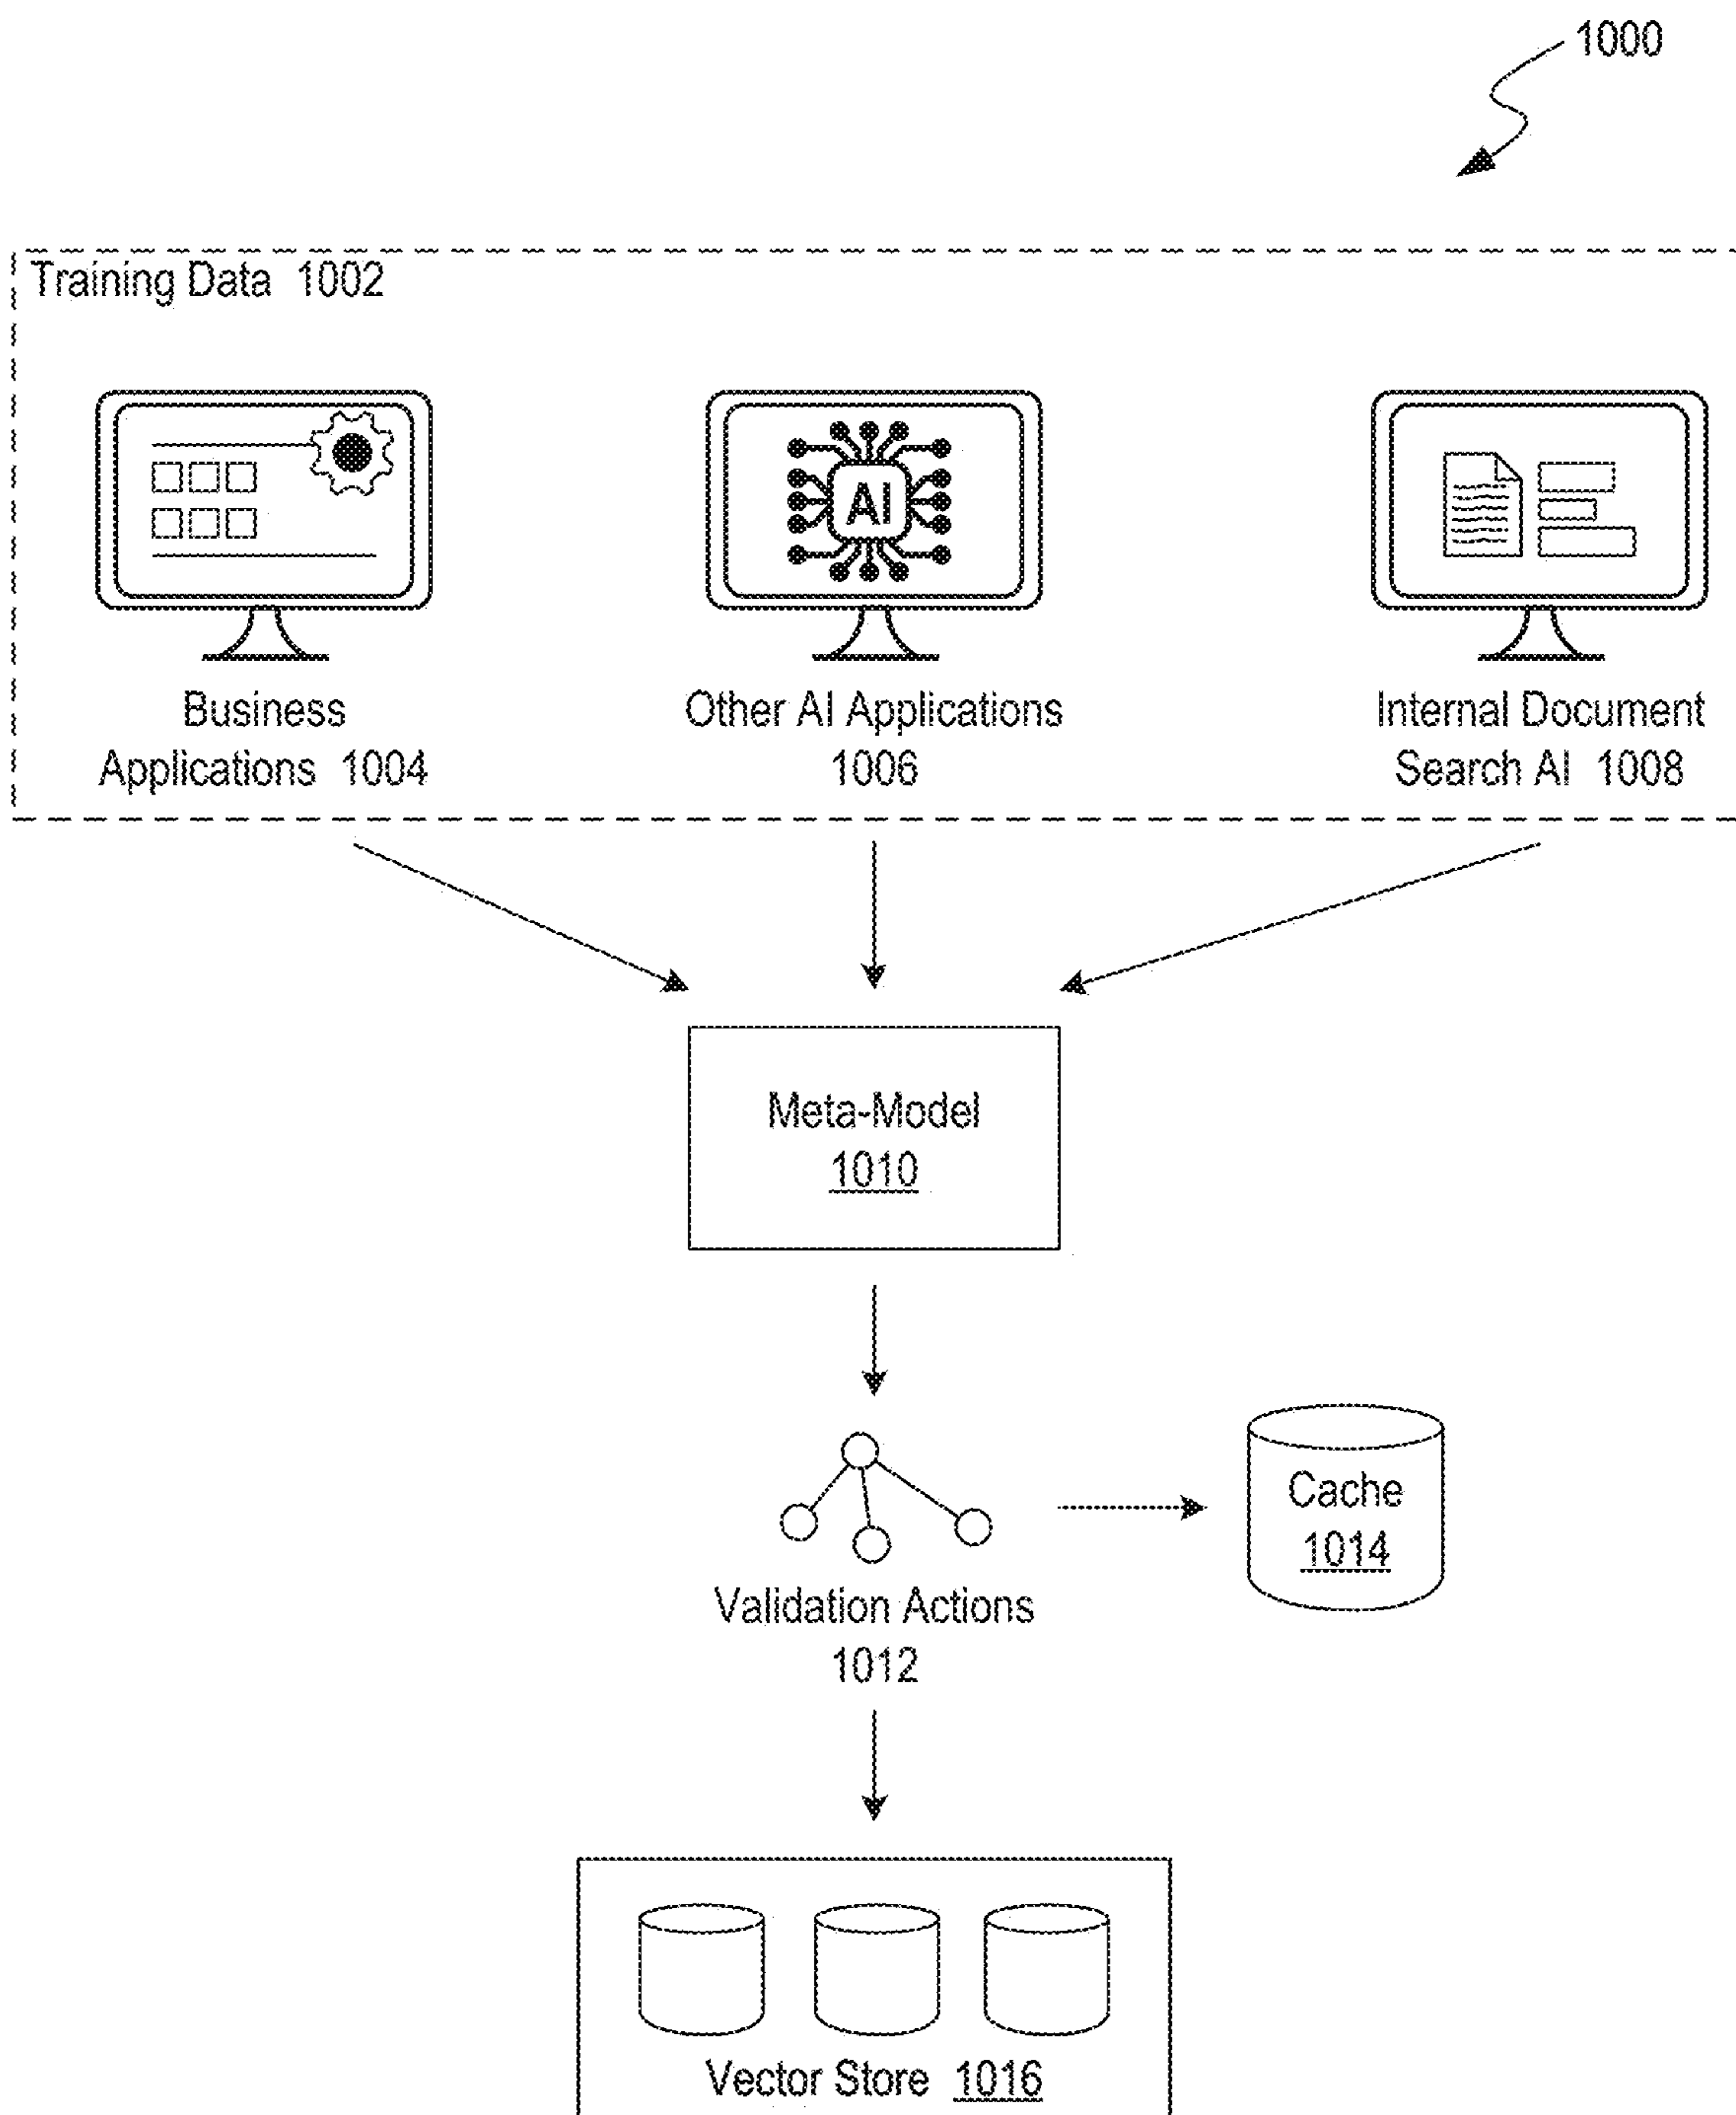 1000
Training Data 1002
AI
Business
Applications 1004
Other AI Applications
1006
Internal Document
Search AI 1008
Meta-Model
1010
Cache
1014
Validation Actions
1012
Vector Store 1016